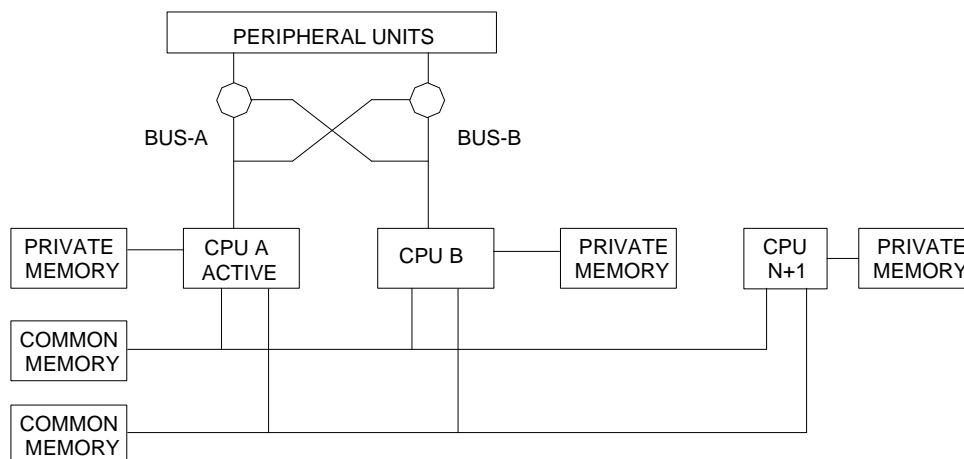 PERIPHERAL UNITS
BUS-A
BUS-B
PRIVATE
MEMORY
CPU A
ACTIVE
CPU B
PRIVATE
MEMORY
CPU
N+1
PRIVATE
MEMORY
COMMON
MEMORY
COMMON
MEMORY